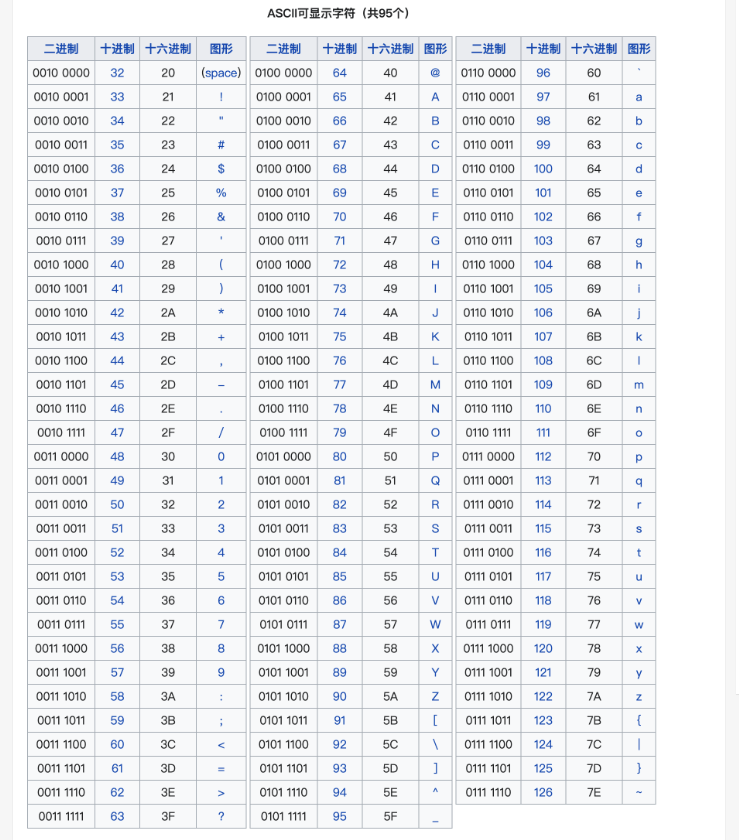 ASCII可显示字符（共95个）
二进制 十进制 十六进制 图形 二进制 十进制 十六进制 图形 二进制 十进制 十六进制 图形
0010 0000 32 20 (space) 0100 0000 64 40 @ 0110 0000 96 60 `
0010 0001 33 21 ! 0100 0001 65 41 A 0110 0001 97 61 a
0010 0010 34 22 " 0100 0010 66 42 B 0110 0010 98 62 b
0010 0011 35 23 # 0100 0011 67 43 C 0110 0011 99 63 c
0010 0100 36 24 $ 0100 0100 68 44 D 0110 0100 100 64 d
0010 0101 37 25 % 0100 0101 69 45 E 0110 0101 101 65 e
0010 0110 38 26 & 0100 0110 70 46 F 0110 0110 102 66 f
0010 0111 39 27 ' 0100 0111 71 47 G 0110 0111 103 67 g
0010 1000 40 28 ( 0100 1000 72 48 H 0110 1000 104 68 h
0010 1001 41 29 ) 0100 1001 73 49 I 0110 1001 105 69 i
0010 1010 42 2A * 0100 1010 74 4A J 0110 1010 106 6A j
0010 1011 43 2B + 0100 1011 75 4B K 0110 1011 107 6B k
0010 1100 44 2C , 0100 1100 76 4C L 0110 1100 108 6C l
0010 1101 45 2D – 0100 1101 77 4D M 0110 1101 109 6D m
0010 1110 46 2E . 0100 1110 78 4E N 0110 1110 110 6E n
0010 1111 47 2F / 0100 1111 79 4F O 0110 1111 111 6F o
0011 0000 48 30 0 0101 0000 80 50 P 0111 0000 112 70 p
0011 0001 49 31 1 0101 0001 81 51 Q 0111 0001 113 71 q
0011 0010 50 32 2 0101 0010 82 52 R 0111 0010 114 72 r
0011 0011 51 33 3 0101 0011 83 53 S 0111 0011 115 73 s
0011 0100 52 34 4 0101 0100 84 54 T 0111 0100 116 74 t
0011 0101 53 35 5 0101 0101 85 55 U 0111 0101 117 75 u
0011 0110 54 36 6 0101 0110 86 56 V 0111 0110 118 76 v
0011 0111 55 37 7 0101 0111 87 57 W 0111 0111 119 77 w
0011 1000 56 38 8 0101 1000 88 58 X 0111 1000 120 78 x
0011 1001 57 39 9 0101 1001 89 59 Y 0111 1001 121 79 y
0011 1010 58 3A : 0101 1010 90 5A Z 0111 1010 122 7A z
0011 1011 59 3B ; 0101 1011 91 5B [ 0111 1011 123 7B {
0011 1100 60 3C < 0101 1100 92 5C \ 0111 1100 124 7C |
0011 1101 61 3D = 0101 1101 93 5D ] 0111 1101 125 7D }
0011 1110 62 3E > 0101 1110 94 5E ^ 0111 1110 126 7E ~
0011 1111 63 3F ? 0101 1111 95 5F _